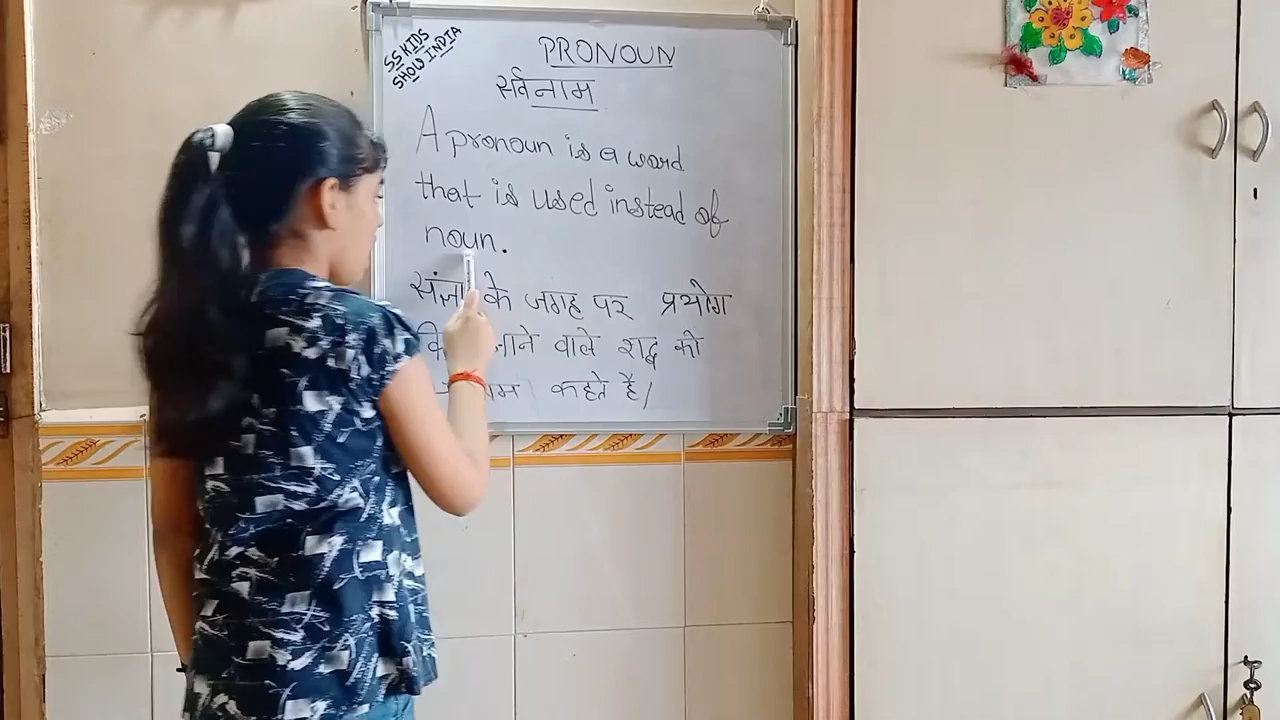 SS KIDS
SHOW INDIA
PRONOUN
सर्वनाम
A pronoun is a word
that is used instead of
noun.
के जगह पर प्रयोग
वाले शब्द को
कहते है।